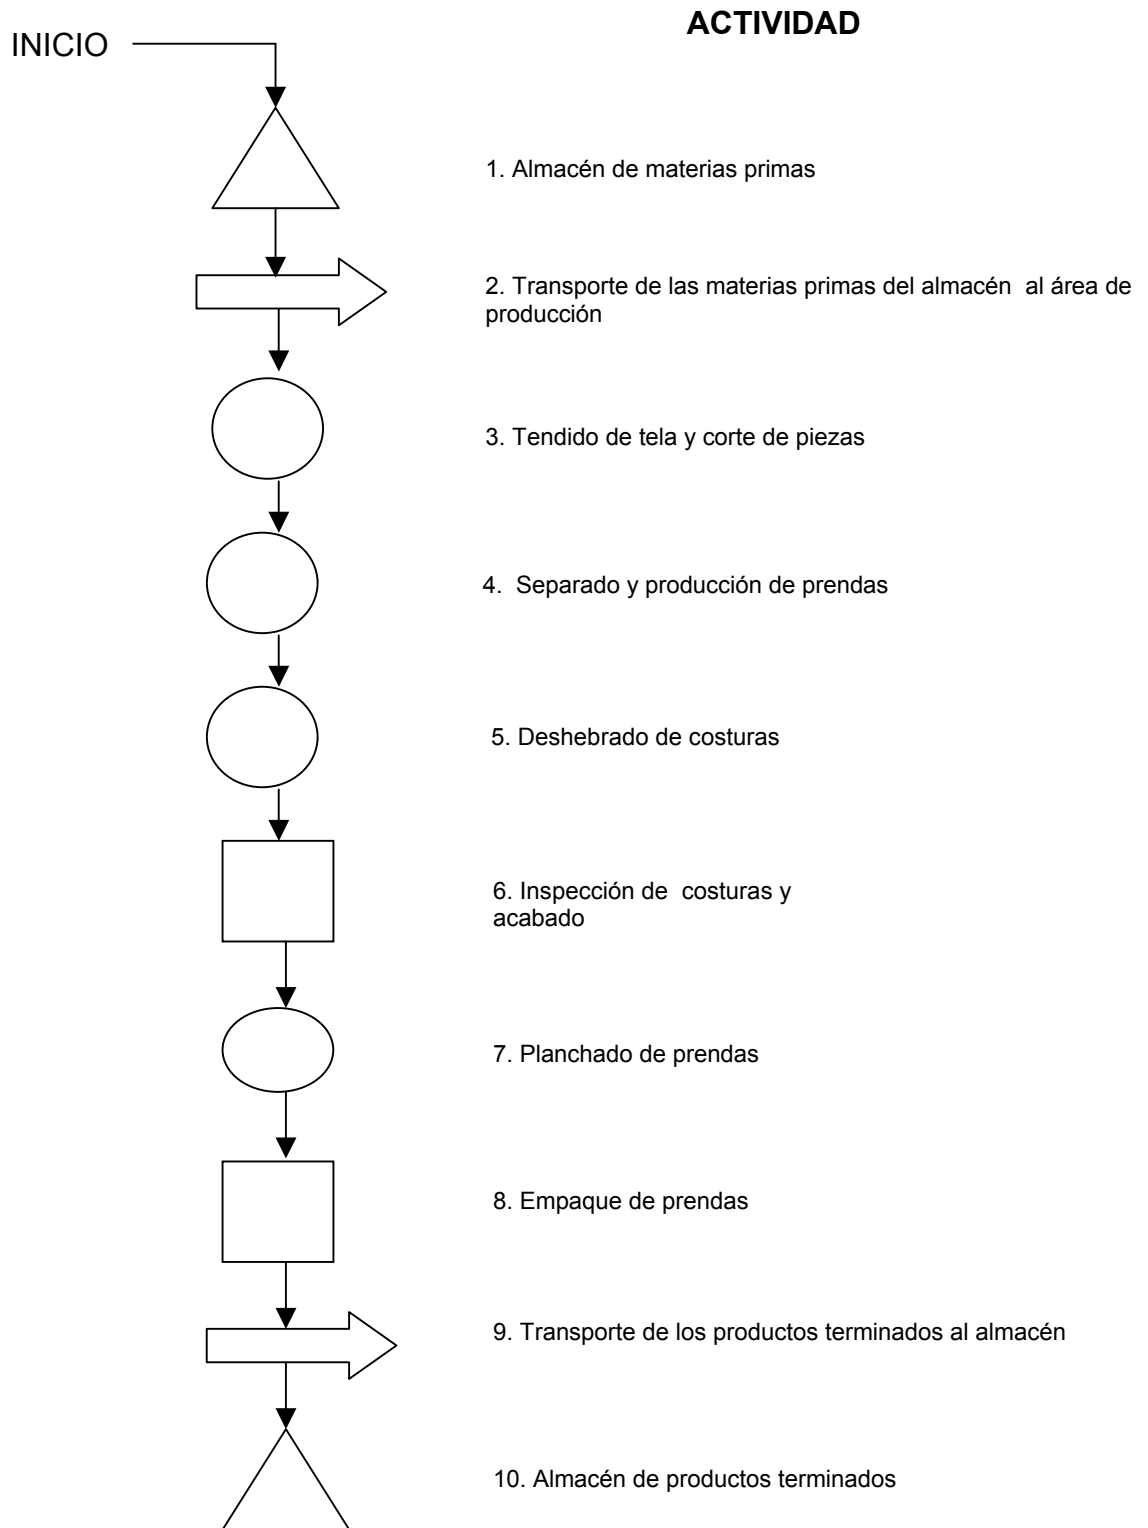 ACTIVIDAD
INICIO
1. Almacén de materias primas
2. Transporte de las materias primas del almacén  al área de
producción
3. Tendido de tela y corte de piezas
4.  Separado y producción de prendas
5. Deshebrado de costuras
6. Inspección de  costuras y
acabado
7. Planchado de prendas
8. Empaque de prendas
9. Transporte de los productos terminados al almacén
10. Almacén de productos terminados